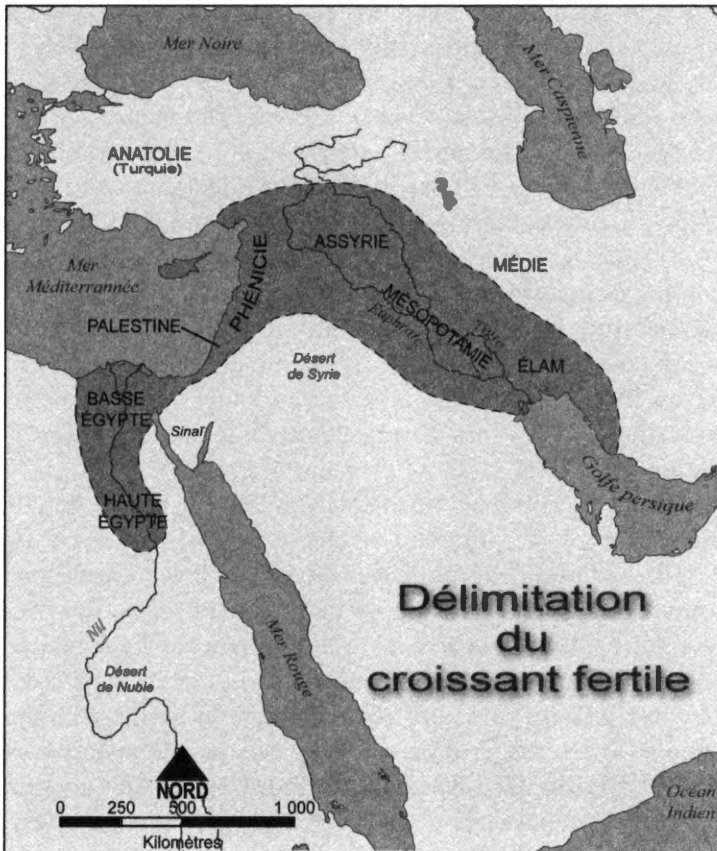 Mer Noire
Mer Caspienne
ANATOLIE
(Turquie)
ASSYRIE
MÉDIE
Mer
Méditerrannée
PHÉNICIE
MÉSOPOTAMIE
Tigre
Euphrate
PALESTINE
ÉLAM
Désert
de Syrie
BASSE
ÉGYPTE
Sinaï
Golfe persique
HAUTE
ÉGYPTE
Délimitation
du
croissant fertile
Nil
Mer Rouge
Désert
de Nubie
NORD
0 250 500 1 000
Kilomètres
Océan
Indien